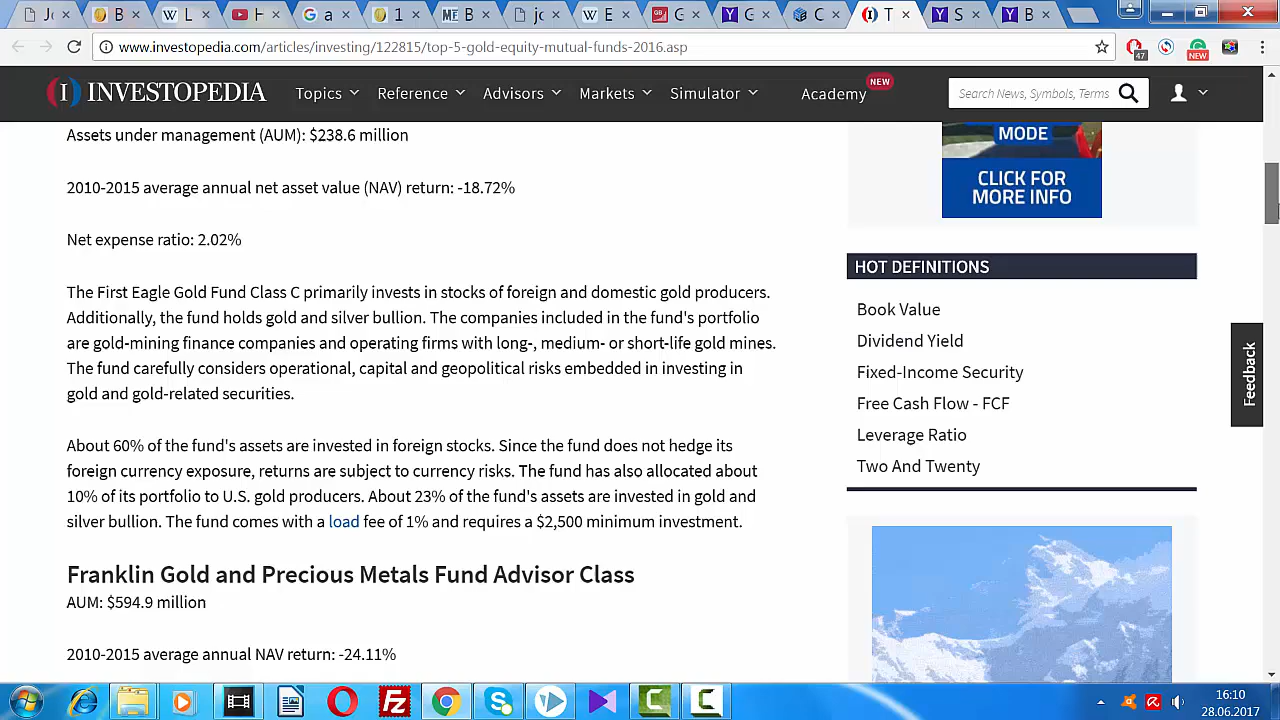 Jo
B
L
H
a
1
B
jc
E
G
G
C
T
S
B
www.investopedia.com/articles/investing/122815/top-5-gold-equity-mutual-funds-2016.asp
47
NEW
INVESTOPEDIA
Topics
Reference
Advisors
Markets
Simulator
Academy
NEW
Search News, Symbols, Terms
Assets under management (AUM): $238.6 million
2010-2015 average annual net asset value (NAV) return: -18.72%
Net expense ratio: 2.02%
The First Eagle Gold Fund Class C primarily invests in stocks of foreign and domestic gold producers.
Additionally, the fund holds gold and silver bullion. The companies included in the fund's portfolio
are gold-mining finance companies and operating firms with long-, medium- or short-life gold mines.
The fund carefully considers operational, capital and geopolitical risks embedded in investing in
gold and gold-related securities.
About 60% of the fund's assets are invested in foreign stocks. Since the fund does not hedge its
foreign currency exposure, returns are subject to currency risks. The fund has also allocated about
10% of its portfolio to U.S. gold producers. About 23% of the fund's assets are invested in gold and
silver bullion. The fund comes with a load fee of 1% and requires a $2,500 minimum investment.
Franklin Gold and Precious Metals Fund Advisor Class
AUM: $594.9 million
2010-2015 average annual NAV return: -24.11%
MODE
CLICK FOR
MORE INFO
HOT DEFINITIONS
Book Value
Dividend Yield
Fixed-Income Security
Free Cash Flow - FCF
Leverage Ratio
Two And Twenty
Feedback
16:10
28.06.2017